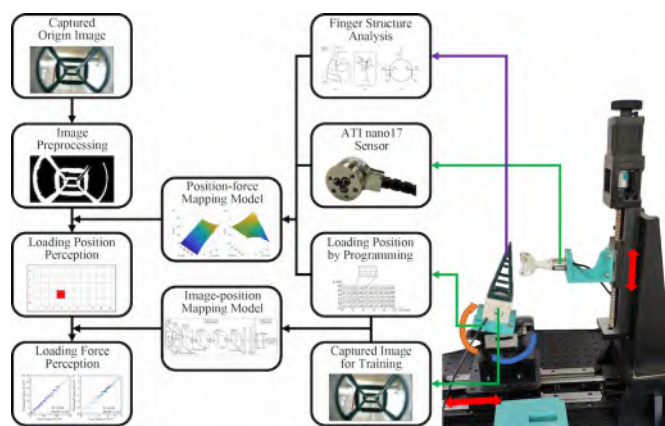 Captured
Origin Image
Image
Preprocessing
Loading Position
Perception
Loading Force
Perception
Position-force
Mapping Model
Image-position
Mapping Model
Finger Structure
Analysis
ATI nano17
Sensor
Loading Position
by Programming
Captured Image
for Training